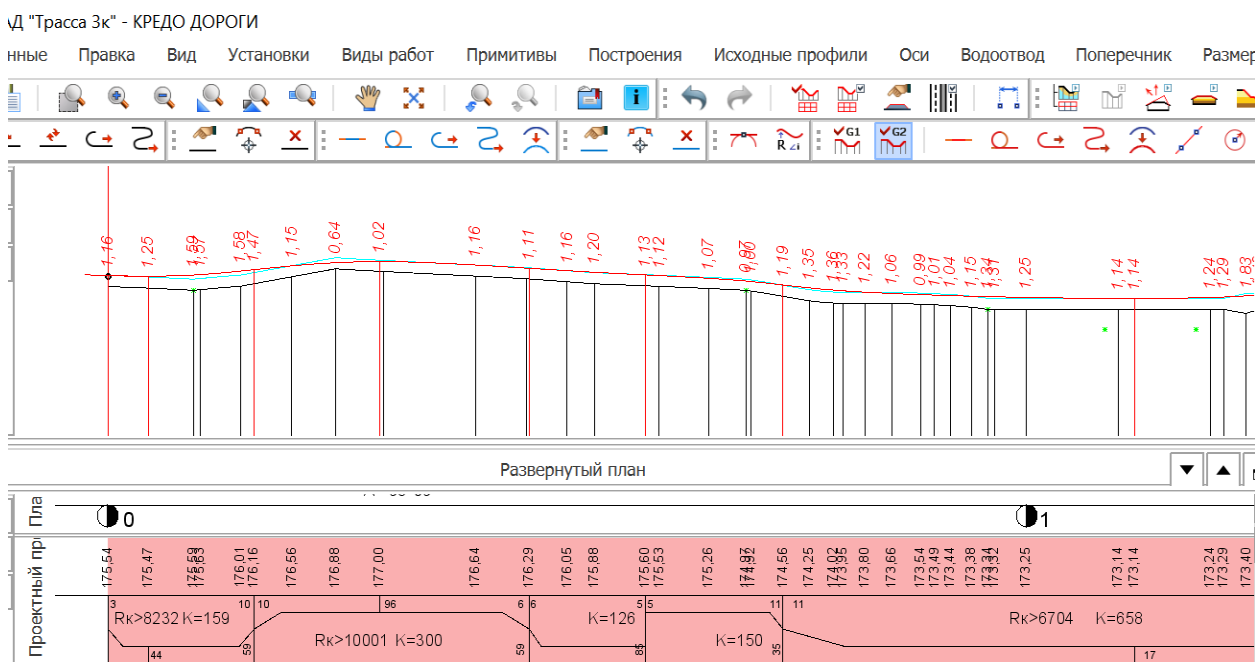 АД "Трасса 3к" - КРЕДО ДОРОГИ
нные Правка Вид Установки Виды работ Примитивы Построения Исходные профили Оси Водоотвод Поперечник Размер
i
R i G1 G2
1,16 1,25 1,59 1,57 1,58 1,47 1,15 0,64 1,02 1,16 1,11 1,16 1,20 1,13 1,12 1,07 0,97 1,19 1,35 1,36 1,33 1,22 1,06 0,99 1,01 1,04 1,15 1,34 1,31 1,25 1,14 1,14 1,24 1,29 1,83
Развернутый план
Пла
0 1
Проектный пр
175,54 175,47 175,59 175,63 176,01 176,16 176,56 176,88 177,00 176,64 176,29 176,05 175,88 175,60 175,53 175,26 174,97 174,92 174,56 174,25 174,02 173,95 173,80 173,66 173,54 173,49 173,44 173,38 173,34 173,32 173,25 173,14 173,14 173,24 173,29 173,40
3 10 10 96 6 6 5 5 11 11
Rк>8232 K=159 K=126 Rк>6704 K=658
Rк>10001 K=300 K=150
44 59 59 85 35 17